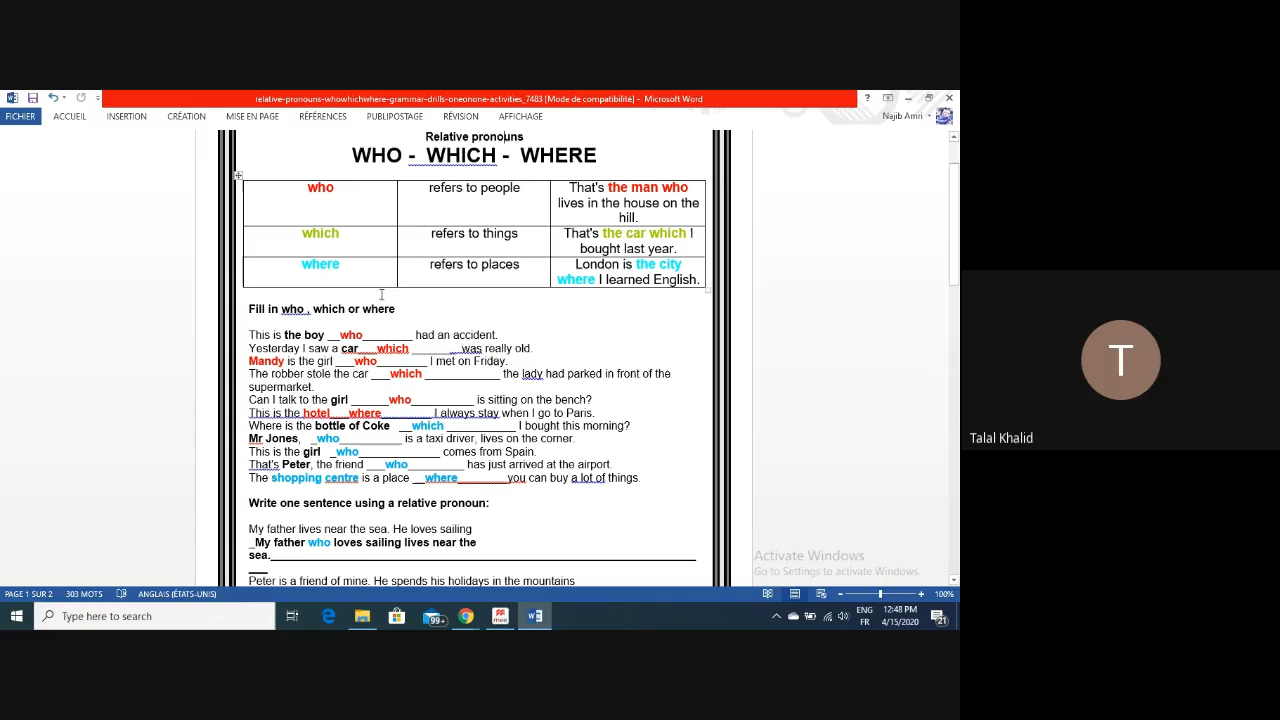 relative-pronouns-whowhichwhere-grammar-drills-oneonone-activities_7483 [Mode de compatibilité] - Microsoft Word
FICHIER ACCUEIL INSERTION CRÉATION MISE EN PAGE RÉFÉRENCES PUBLIPOSTAGE RÉVISION AFFICHAGE Najib Amri
Relative pronouns
WHO - WHICH - WHERE
who refers to people That's the man who
lives in the house on the
hill.
which refers to things That's the car which I
bought last year.
where refers to places London is the city
where I learned English.
Fill in who , which or where
This is the boy __who________ had an accident.
Yesterday I saw a car___which ________was really old.
Mandy is the girl ___who________ I met on Friday.
The robber stole the car ___which ____________ the lady had parked in front of the
supermarket.
Can I talk to the girl ______who__________ is sitting on the bench?
This is the hotel___where________ I always stay when I go to Paris.
Where is the bottle of Coke __which ___________ I bought this morning?
Mr Jones, _who__________ is a taxi driver, lives on the corner.
This is the girl _who_____________ comes from Spain.
That's Peter, the friend ___who_________ has just arrived at the airport.
The shopping centre is a place __where________you can buy a lot of things.
Write one sentence using a relative pronoun:
My father lives near the sea. He loves sailing
_My father who loves sailing lives near the
sea.____________________________________________________________________
___
Peter is a friend of mine. He spends his holidays in the mountains
Activate Windows
Go to Settings to activate Windows.
PAGE 1 SUR 2 303 MOTS ANGLAIS (ÉTATS-UNIS) 100%
Type here to search 99+ mee ENG 12:48 PM
FR 4/15/2020 21
T
Talal Khalid